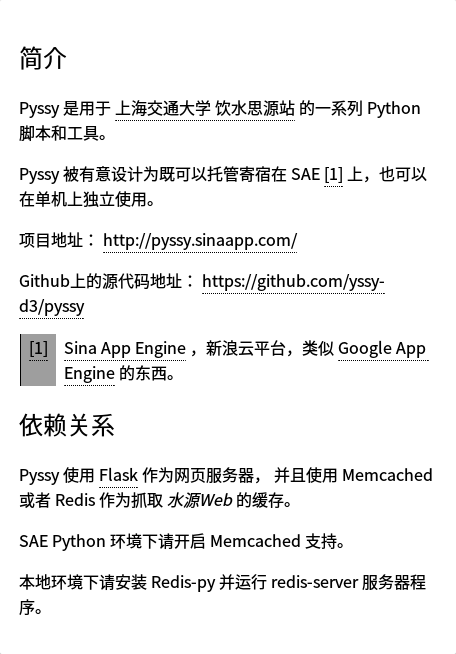 简介
Pyssy 是用于 上海交通大学 饮水思源站 的一系列 Python
脚本和工具。
Pyssy 被有意设计为既可以托管寄宿在 SAE [1] 上，也可以
在单机上独立使用。
项目地址： http://pyssy.sinaapp.com/
Github上的源代码地址： https://github.com/yssy-
d3/pyssy
[1] Sina App Engine ，新浪云平台，类似 Google App
Engine 的东西。
依赖关系
Pyssy 使用 Flask 作为网页服务器， 并且使用 Memcached
或者 Redis 作为抓取 水源Web 的缓存。
SAE Python 环境下请开启 Memcached 支持。
本地环境下请安装 Redis-py 并运行 redis-server 服务器程
序。